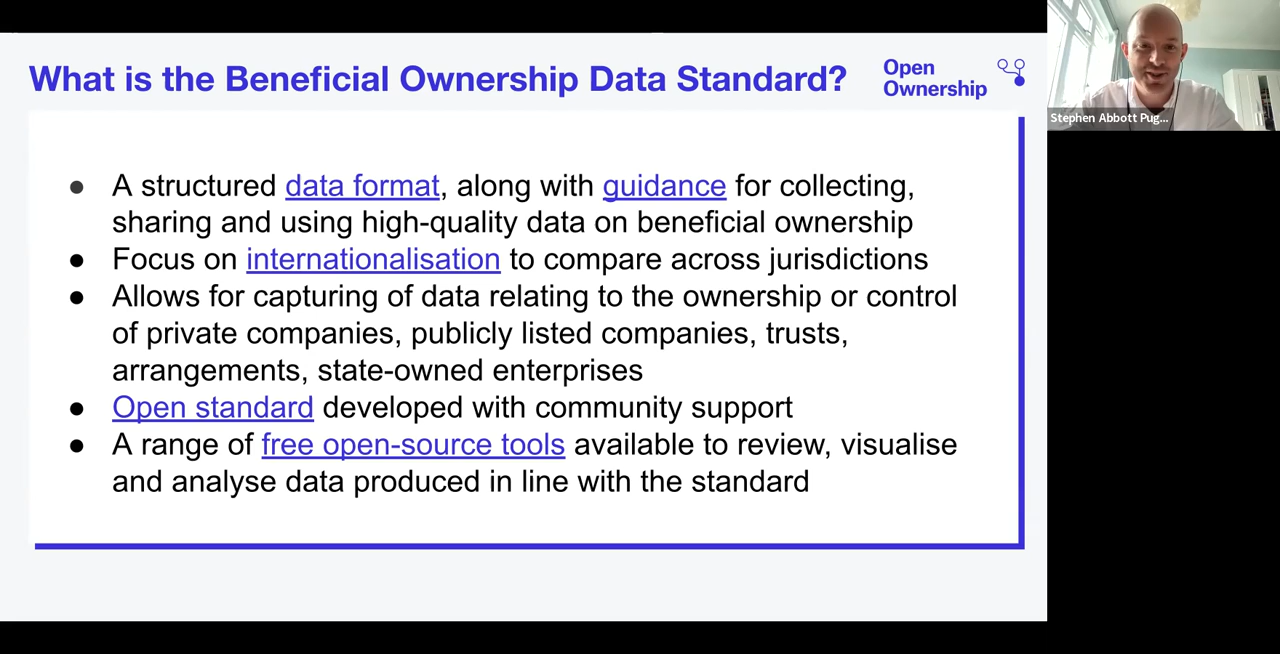 What is the Beneficial Ownership Data Standard?
Open
Ownership
● A structured data format, along with guidance for collecting,
sharing and using high-quality data on beneficial ownership
● Focus on internationalisation to compare across jurisdictions
● Allows for capturing of data relating to the ownership or control
of private companies, publicly listed companies, trusts,
arrangements, state-owned enterprises
● Open standard developed with community support
● A range of free open-source tools available to review, visualise
and analyse data produced in line with the standard
Stephen Abbott Pug...